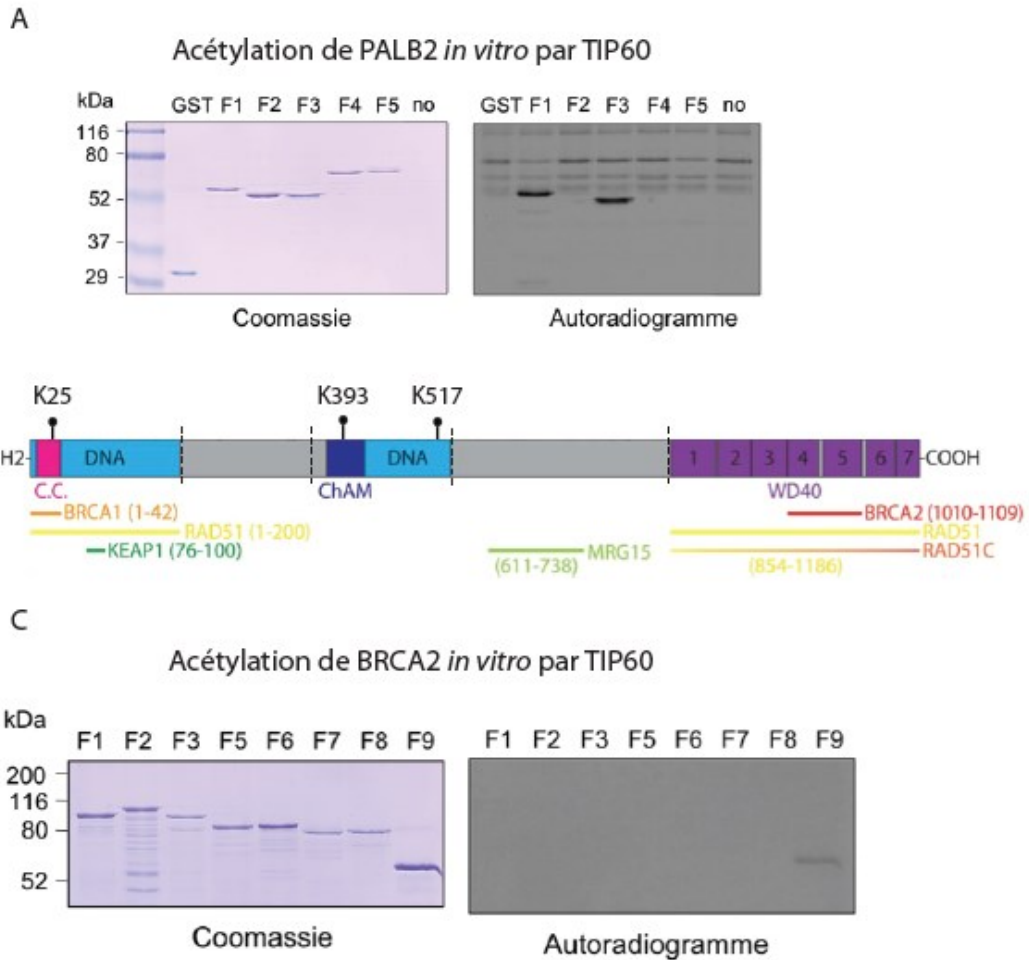 A
Acétylation de PALB2 in vitro par TIP60
kDa
GST F1 F2 F3 F4 F5 no
GST F1 F2 F3 F4 F5 no
116
80
52
37
29
Coomassie
Autoradiogramme
K25
K393
K517
H2-
DNA
DNA
1 2 3 4 5 6 7
-COOH
C.C.
ChAM
WD40
BRCA1 (1-42)
BRCA2 (1010-1109)
RAD51 (1-200)
RAD51
KEAP1 (76-100)
MRG15
RAD51C
(611-738)
(854-1186)
C
Acétylation de BRCA2 in vitro par TIP60
kDa
F1 F2 F3 F5 F6 F7 F8 F9
F1 F2 F3 F5 F6 F7 F8 F9
200
116
80
52
Coomassie
Autoradiogramme